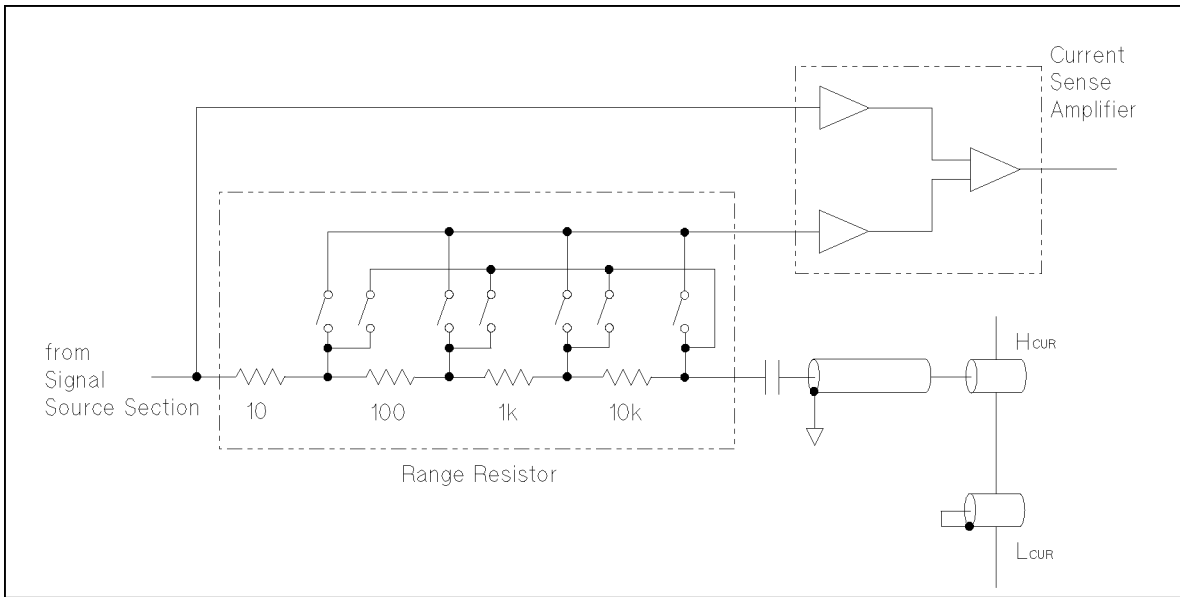 Current
Sense
Amplifier
from
Signal
Source Section
10
100
1k
10k
Range Resistor
HCUR
LCUR